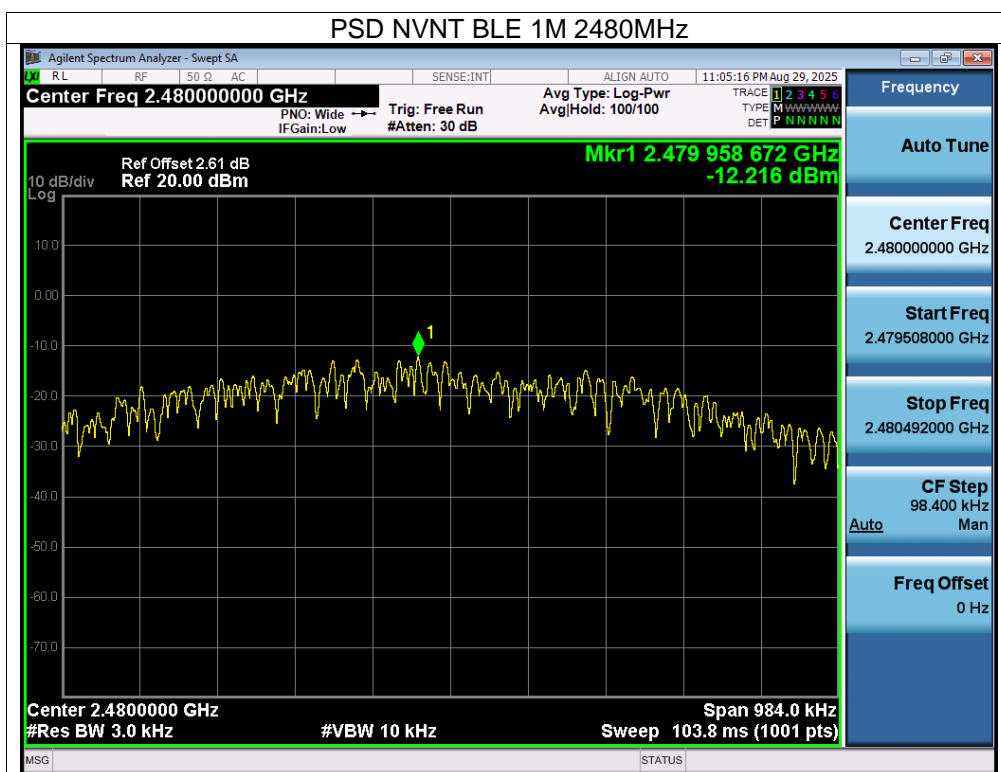 PSD NVNT BLE 1M 2480MHz
Agilent Spectrum Analyzer - Swept SA
LXI RL RF 50 Ω AC SENSE:INT ALIGN AUTO 11:05:16 PM Aug 29, 2025
Center Freq 2.480000000 GHz
PNO: Wide
IFGain:Low
Trig: Free Run
#Atten: 30 dB
Avg Type: Log-Pwr
Avg|Hold: 100/100
TRACE 1 2 3 4 5 6
TYPE M WWWWW
DET P N N N N N
Mkr1 2.479 958 672 GHz
-12.216 dBm
Ref Offset 2.61 dB
10 dB/div Ref 20.00 dBm
Log
10.0
0.00
-10.0
-20.0
-30.0
-40.0
-50.0
-60.0
-70.0
1
Center 2.4800000 GHz Span 984.0 kHz
#Res BW 3.0 kHz #VBW 10 kHz Sweep 103.8 ms (1001 pts)
MSG STATUS
Frequency
Auto Tune
Center Freq
2.480000000 GHz
Start Freq
2.479508000 GHz
Stop Freq
2.480492000 GHz
CF Step
98.400 kHz
Auto Man
Freq Offset
0 Hz